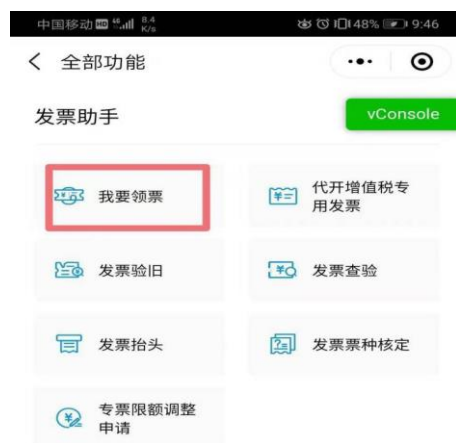 中国移动 HD 46 8.4 K/s 48% 9:46
全部功能
发票助手
vConsole
我要领票
代开增值税专
用发票
发票验旧
发票查验
发票抬头
发票票种核定
专票限额调整
申请